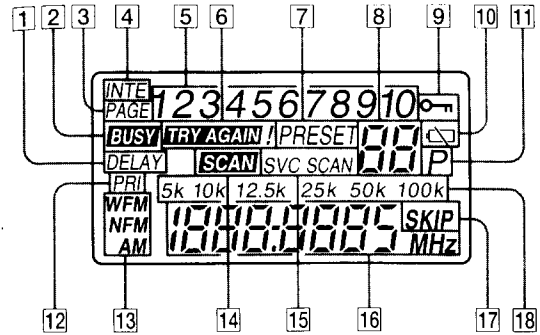 1 2 3 4 5 6 7 8 9 10 11
INTE
PAGE 1 2 3 4 5 6 7 8 9 10
BUSY TRY AGAIN ! PRESET 88
DELAY SCAN SVC SCAN P
PRI 5k 10k 12.5k 25k 50k 100k
WFM
NFM SKIP
AM 1888:8885 MHz
12 13 14 15 16 17 18